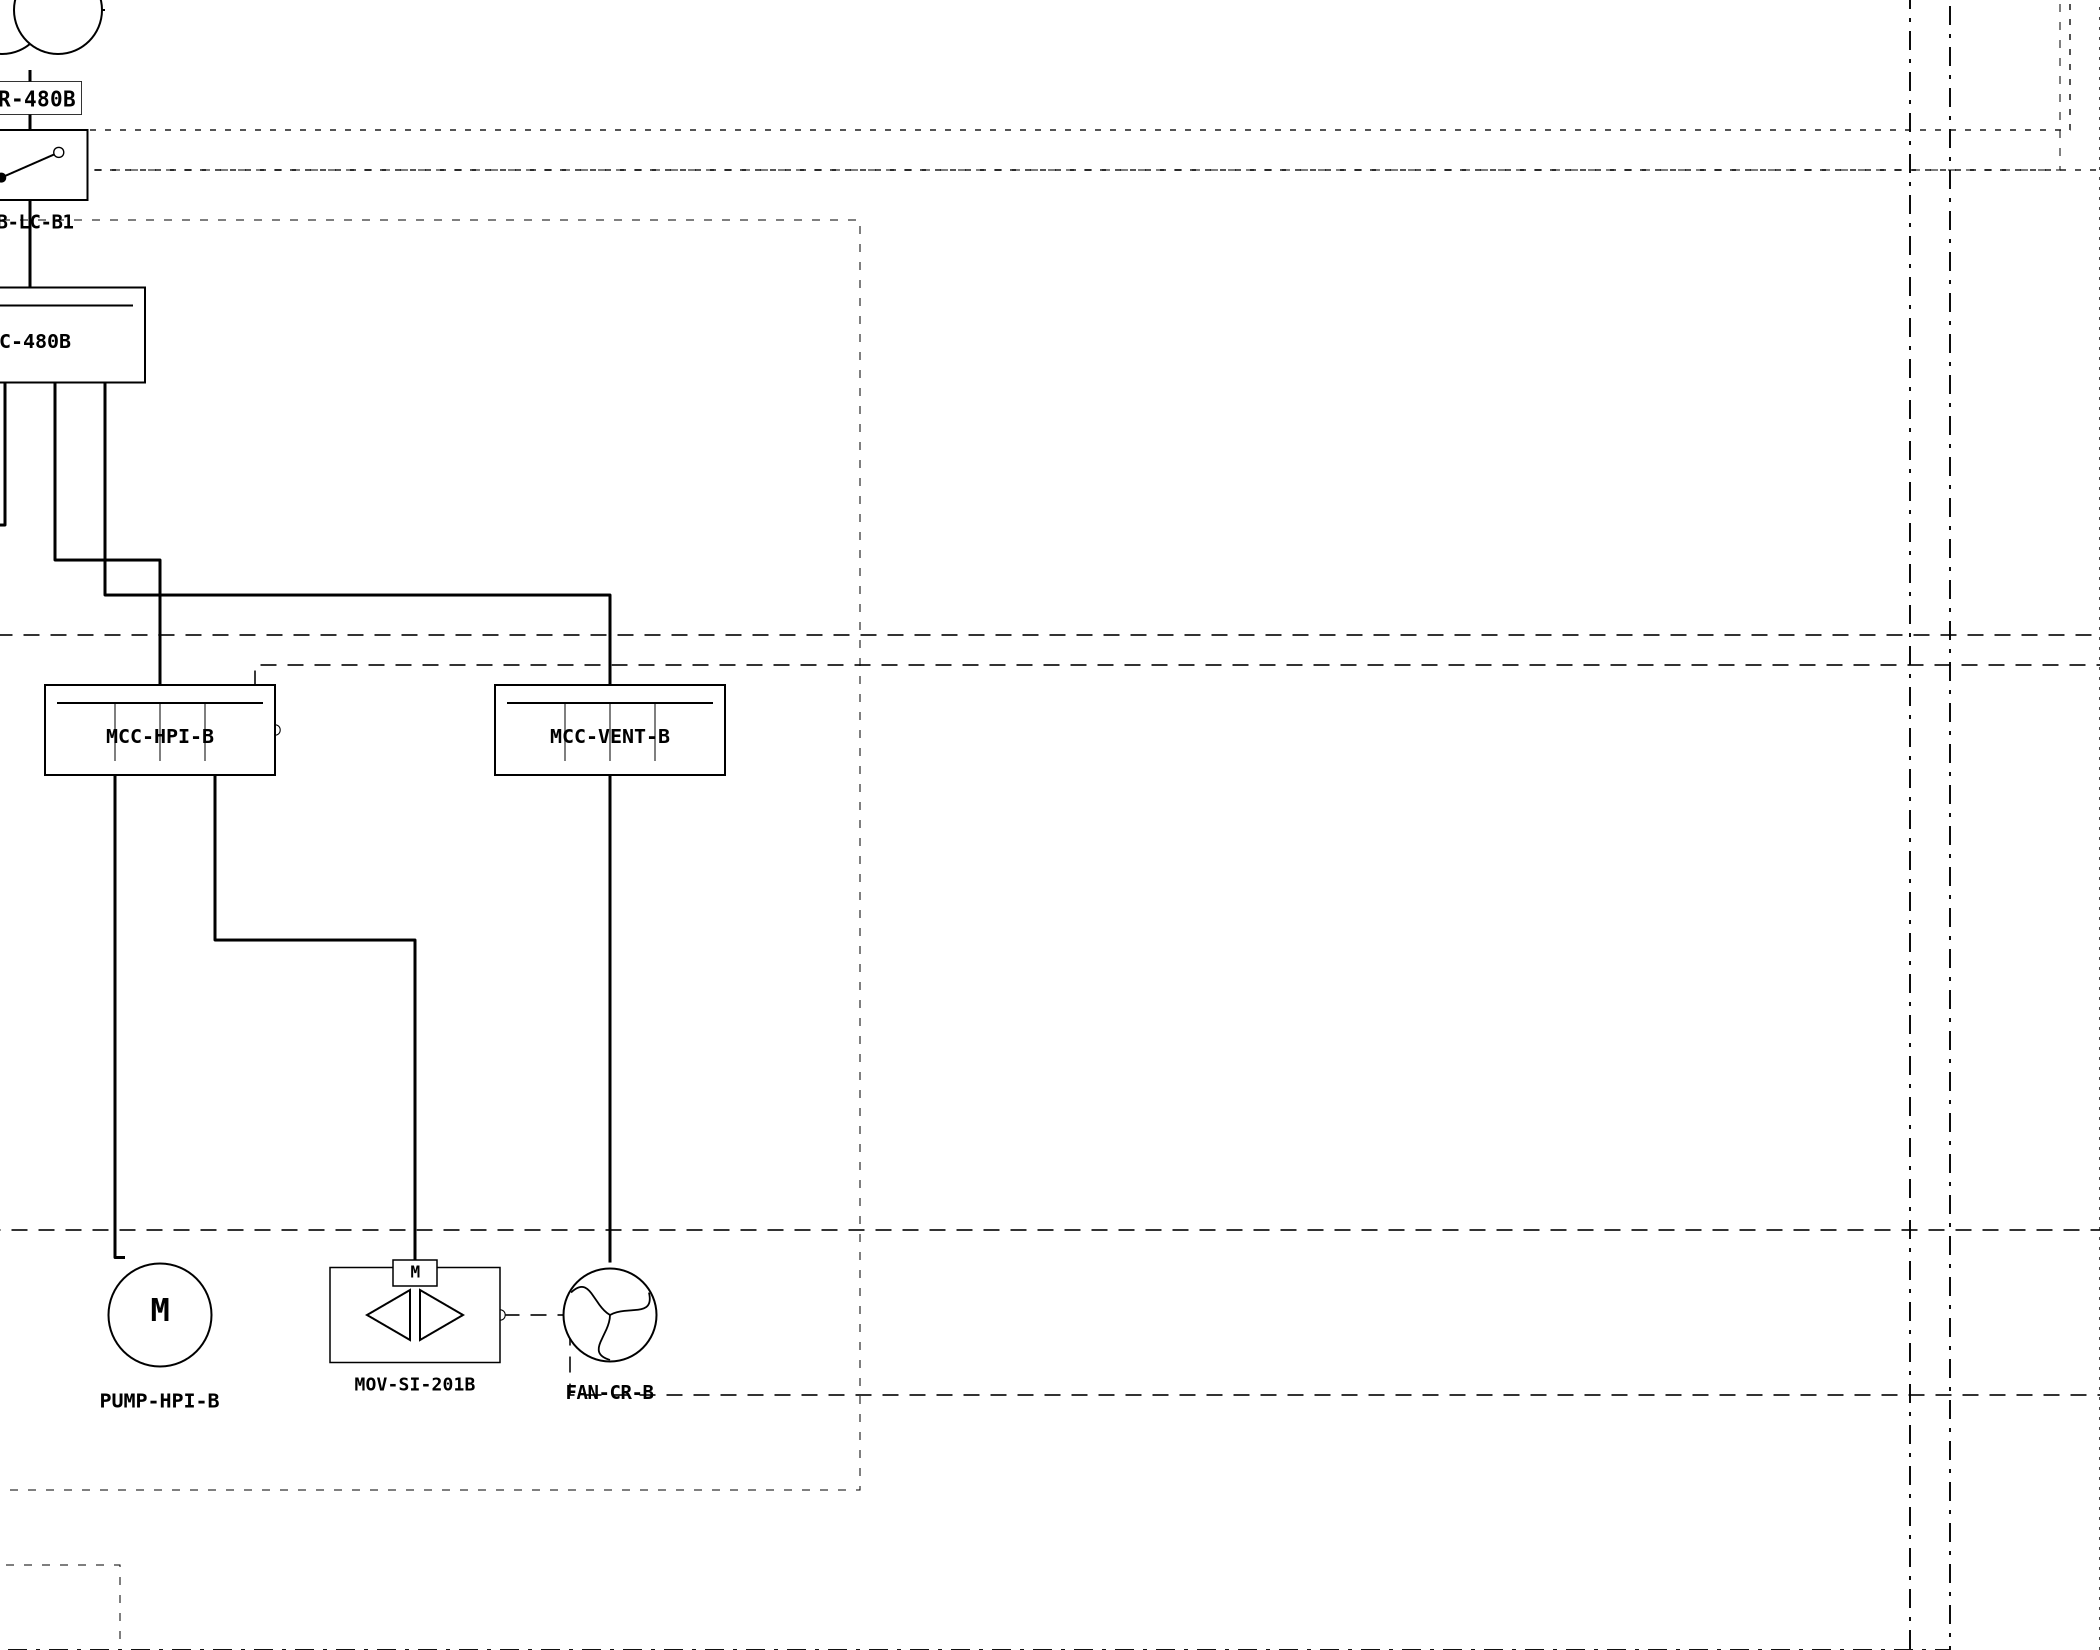 R-480B
B-LC-B1
C-480B
MCC-HPI-B
MCC-VENT-B
M
M
MOV-SI-201B
FAN-CR-B
PUMP-HPI-B